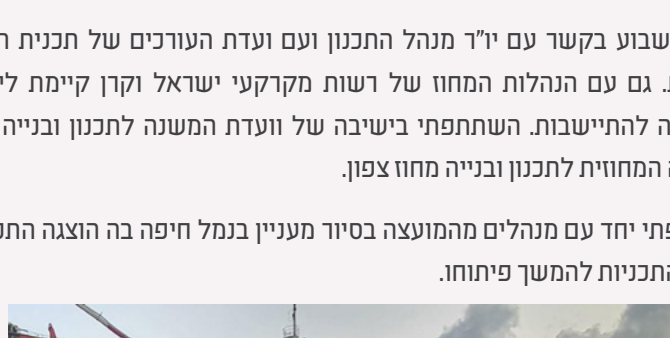 שבוע בקשר עם יו"ר מנהל התכנון ועם ועדת העורכים של תכנית
גם עם הנהלות המחוז של רשות מקרקעי ישראל וקרן קיימת
להתיישבות. השתתפתי בישיבה של וועדת המשנה לתכנון ובנייה
המחוזית לתכנון ובנייה מחוז צפון.
יחד עם מנהלים מהמועצה בסיור מעניין בנמל חיפה בה הוצגה
התכניות להמשך פיתוחו.